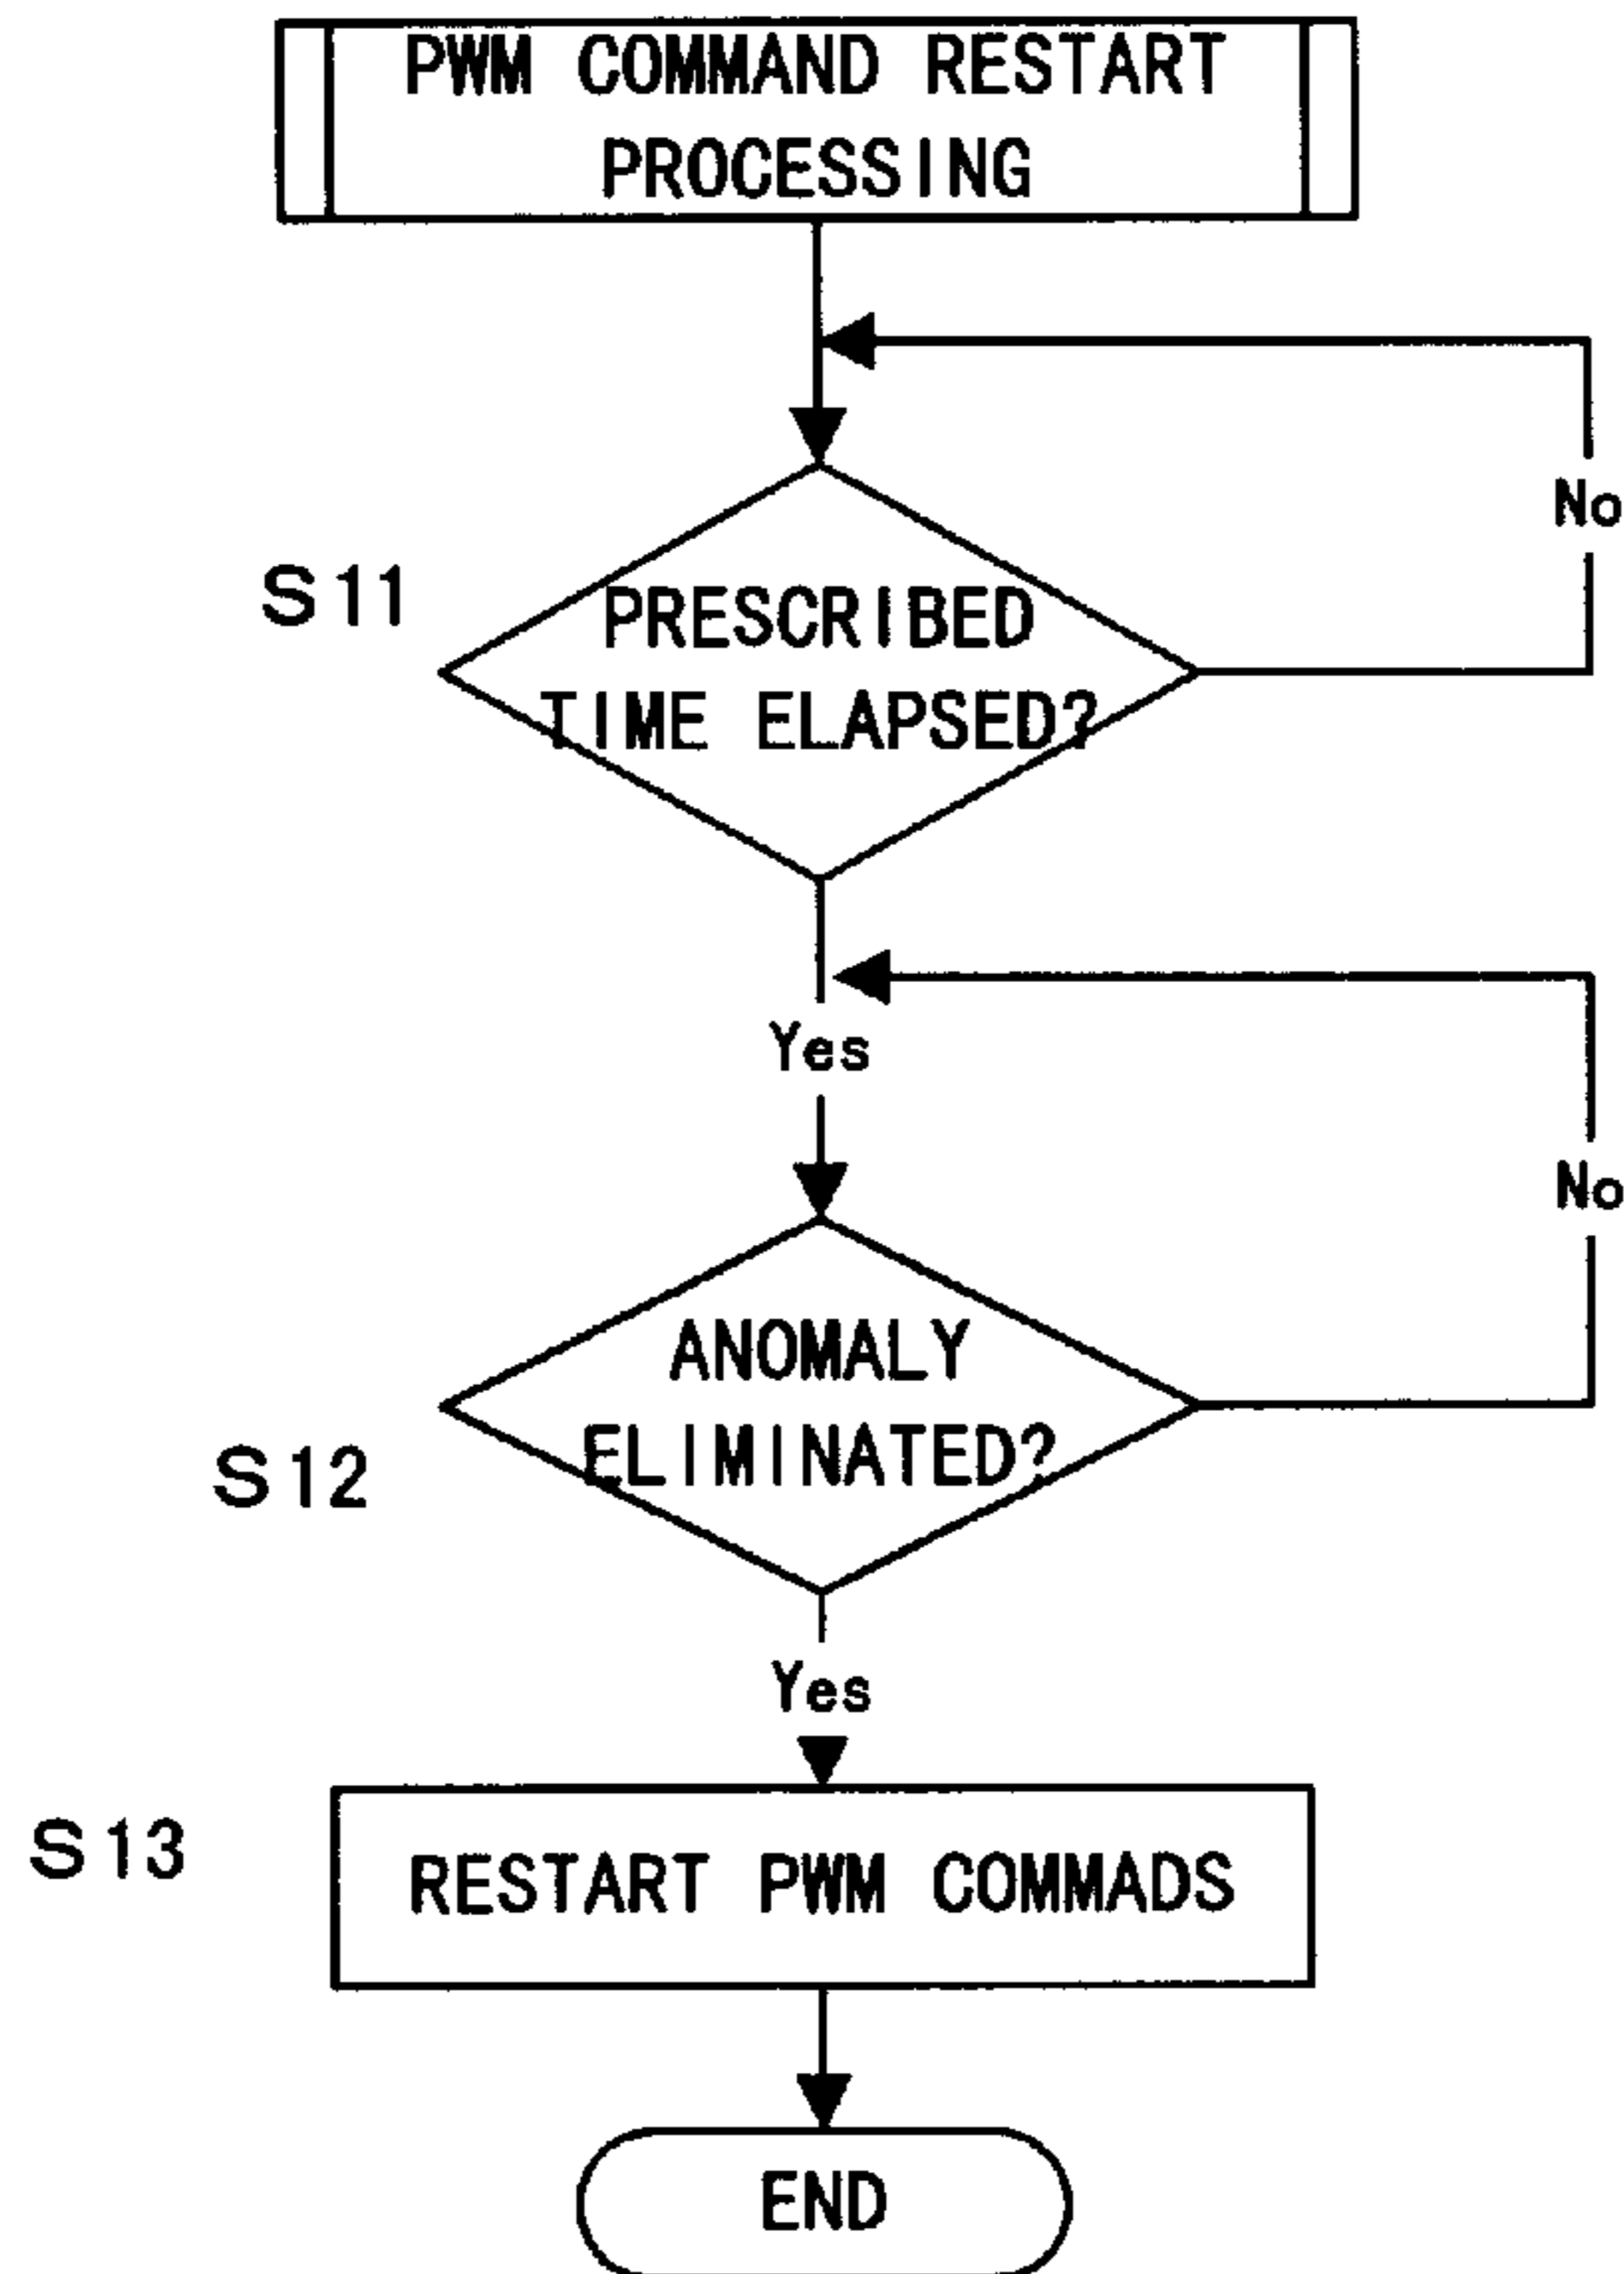 PWM COMMAND RESTART
PROCESSING
No
S11
PRESCRIBED
TIME ELAPSED?
Yes
No
ANOMALY
ELIMINATED?
S12
Yes
S13
RESTART PWM COMMADS
END